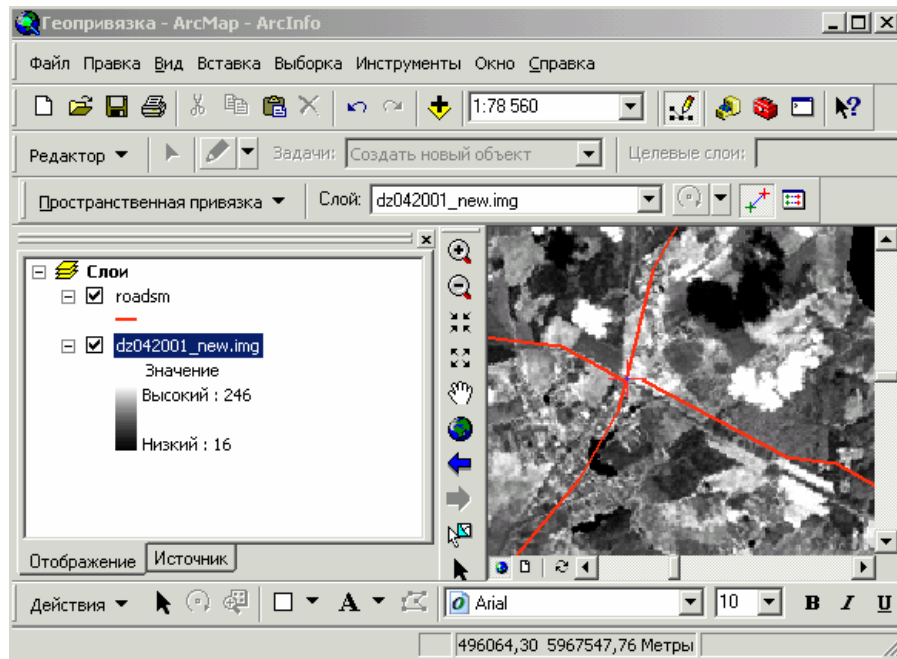 Геопривязка - ArcMap - ArcInfo
Файл Правка Вид Вставка Выборка Инструменты Окно Справка
1:78 560
Редактор Задачи: Создать новый объект Целевые слои:
Пространственная привязка Слой: dz042001_new.img
Слои
roadsm
dz042001_new.img
Значение
Высокий : 246
Низкий : 16
Отображение Источник
Действия A Arial 10 B I U
496064,30 5967547,76 Метры